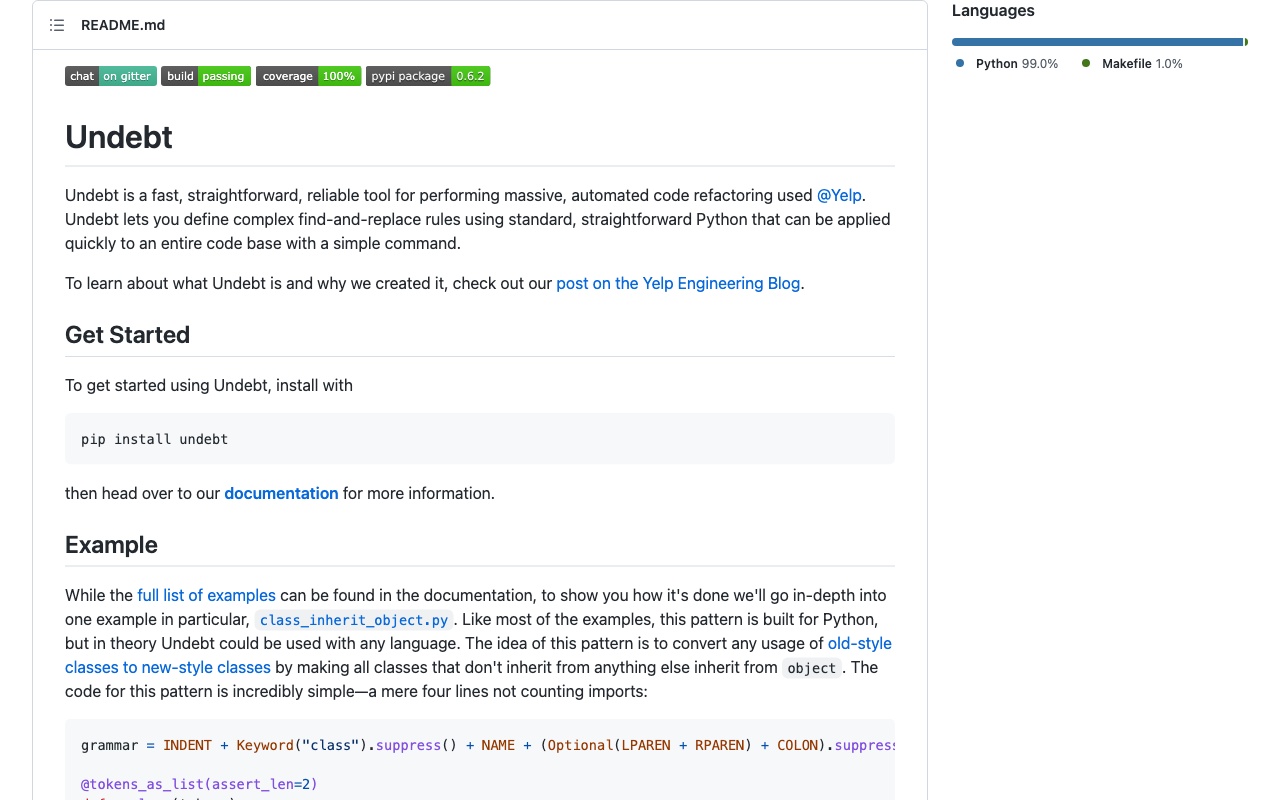 README.md
Languages
Python 99.0%
Makefile 1.0%
chat on gitter build passing coverage 100% pypi package 0.6.2
Undebt
Undebt is a fast, straightforward, reliable tool for performing massive, automated code refactoring used @Yelp.
Undebt lets you define complex find-and-replace rules using standard, straightforward Python that can be applied
quickly to an entire code base with a simple command.
To learn about what Undebt is and why we created it, check out our post on the Yelp Engineering Blog.
Get Started
To get started using Undebt, install with
pip install undebt
then head over to our documentation for more information.
Example
While the full list of examples can be found in the documentation, to show you how it's done we'll go in-depth into
one example in particular, class_inherit_object.py. Like most of the examples, this pattern is built for Python,
but in theory Undebt could be used with any language. The idea of this pattern is to convert any usage of old-style
classes to new-style classes by making all classes that don't inherit from anything else inherit from object. The
code for this pattern is incredibly simple—a mere four lines not counting imports:
grammar = INDENT + Keyword("class").suppress() + NAME + (Optional(LPAREN + RPAREN) + COLON).suppress
@tokens_as_list(assert_len=2)